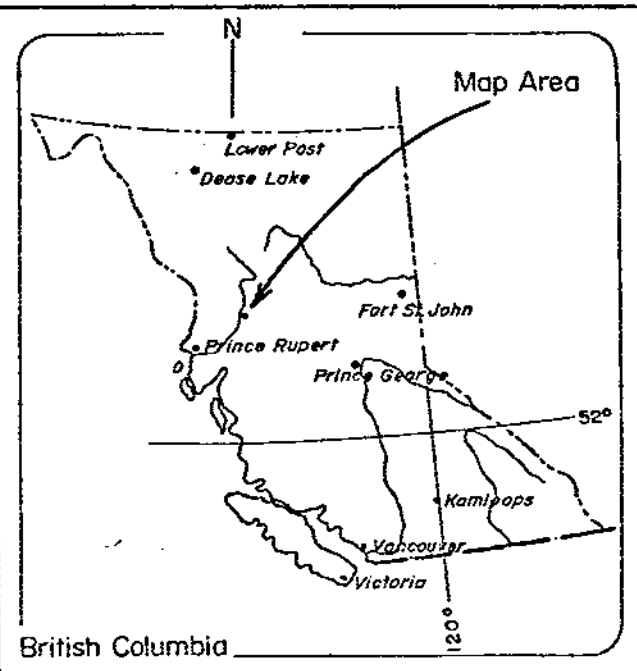 N
Map Area
Lower Post
Dease Lake
Fort St. John
Prince Rupert
Prince George
52°
Kamloops
Vancouver
Victoria
120°
British Columbia